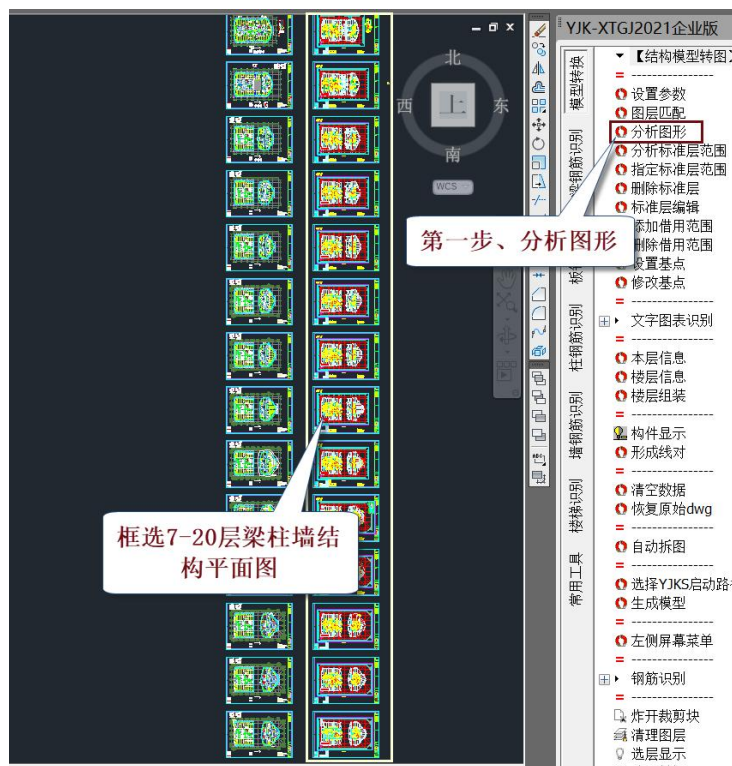 YJK-XTGJ2021企业版
北
西
上
东
南
WCS
模型转换
梁钢筋识别
柱钢筋识别
墙钢筋识别
楼梯识别
常用工具
【结构模型转图】
设置参数
图层匹配
分析图形
分析标准层范围
指定标准层范围
删除标准层
标准层编辑
添加借用范围
删除借用范围
设置基点
修改基点
文字图表识别
本层信息
楼层信息
楼层组装
构件显示
形成线对
清空数据
恢复原始dwg
自动拆图
选择YJKS启动路
生成模型
左侧屏幕菜单
钢筋识别
炸开裁剪块
清理图层
选层显示
第一步、分析图形
框选7-20层梁柱墙结
构平面图